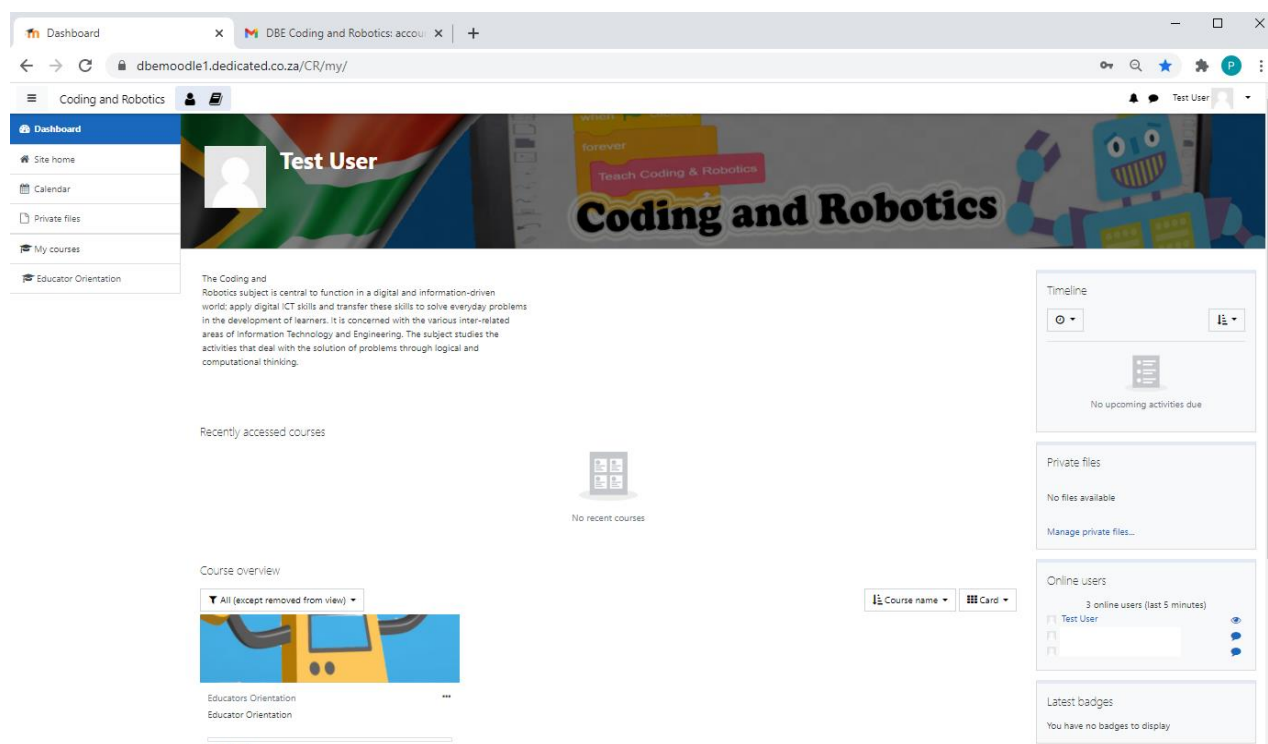 Dashboard
DBE Coding and Robotics: accou
dbemoodle1.dedicated.co.za/CR/my/
P
Coding and Robotics
Test User
Dashboard
Site home
Calendar
Private files
My courses
Educator Orientation
Test User
when
forever
Teach Coding & Robotics
Coding and Robotics
The Coding and
Robotics subject is central to function in a digital and information-driven
world; apply digital ICT skills and transfer these skills to solve everyday problems
in the development of learners. It is concerned with the various inter-related
areas of Information Technology and Engineering. The subject studies the
activities that deal with the solution of problems through logical and
computational thinking.
Recently accessed courses
No recent courses
Course overview
All (except removed from view)
Course name
Card
Educators Orientation
Educator Orientation
Timeline
No upcoming activities due
Private files
No files available
Manage private files...
Online users
3 online users (last 5 minutes)
Test User
Latest badges
You have no badges to display